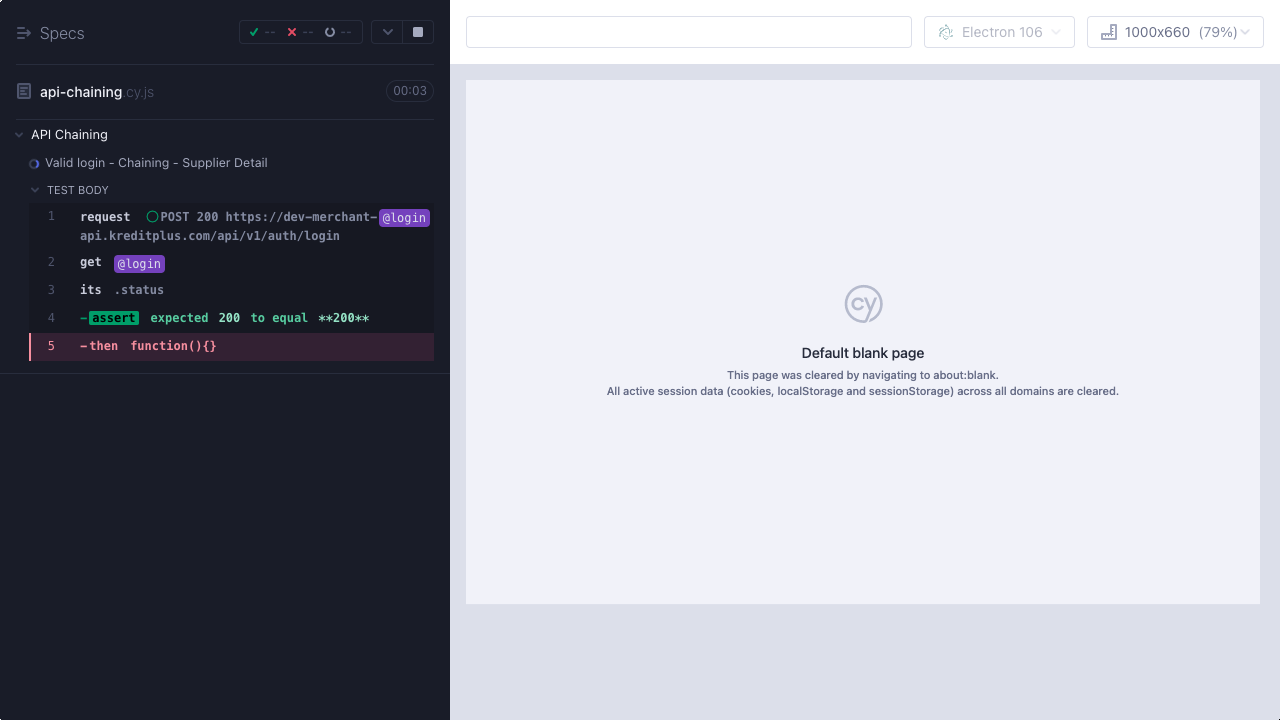 Specs
--
--
--
Electron 106
1000x660 (79%)
api-chaining.cy.js
00:03
API Chaining
Valid login - Chaining - Supplier Detail
TEST BODY
1 request POST 200 https://dev-merchant- @login
api.kreditplus.com/api/v1/auth/login
2 get @login
3 its .status
4 -assert expected 200 to equal **200**
5 -then function(){}
cy
Default blank page
This page was cleared by navigating to about:blank.
All active session data (cookies, localStorage and sessionStorage) across all domains are cleared.